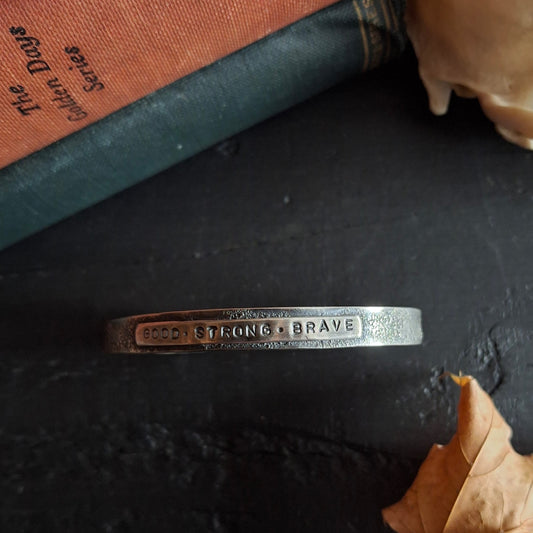 The Golden Days
Series
GOOD · STRONG · BRAVE